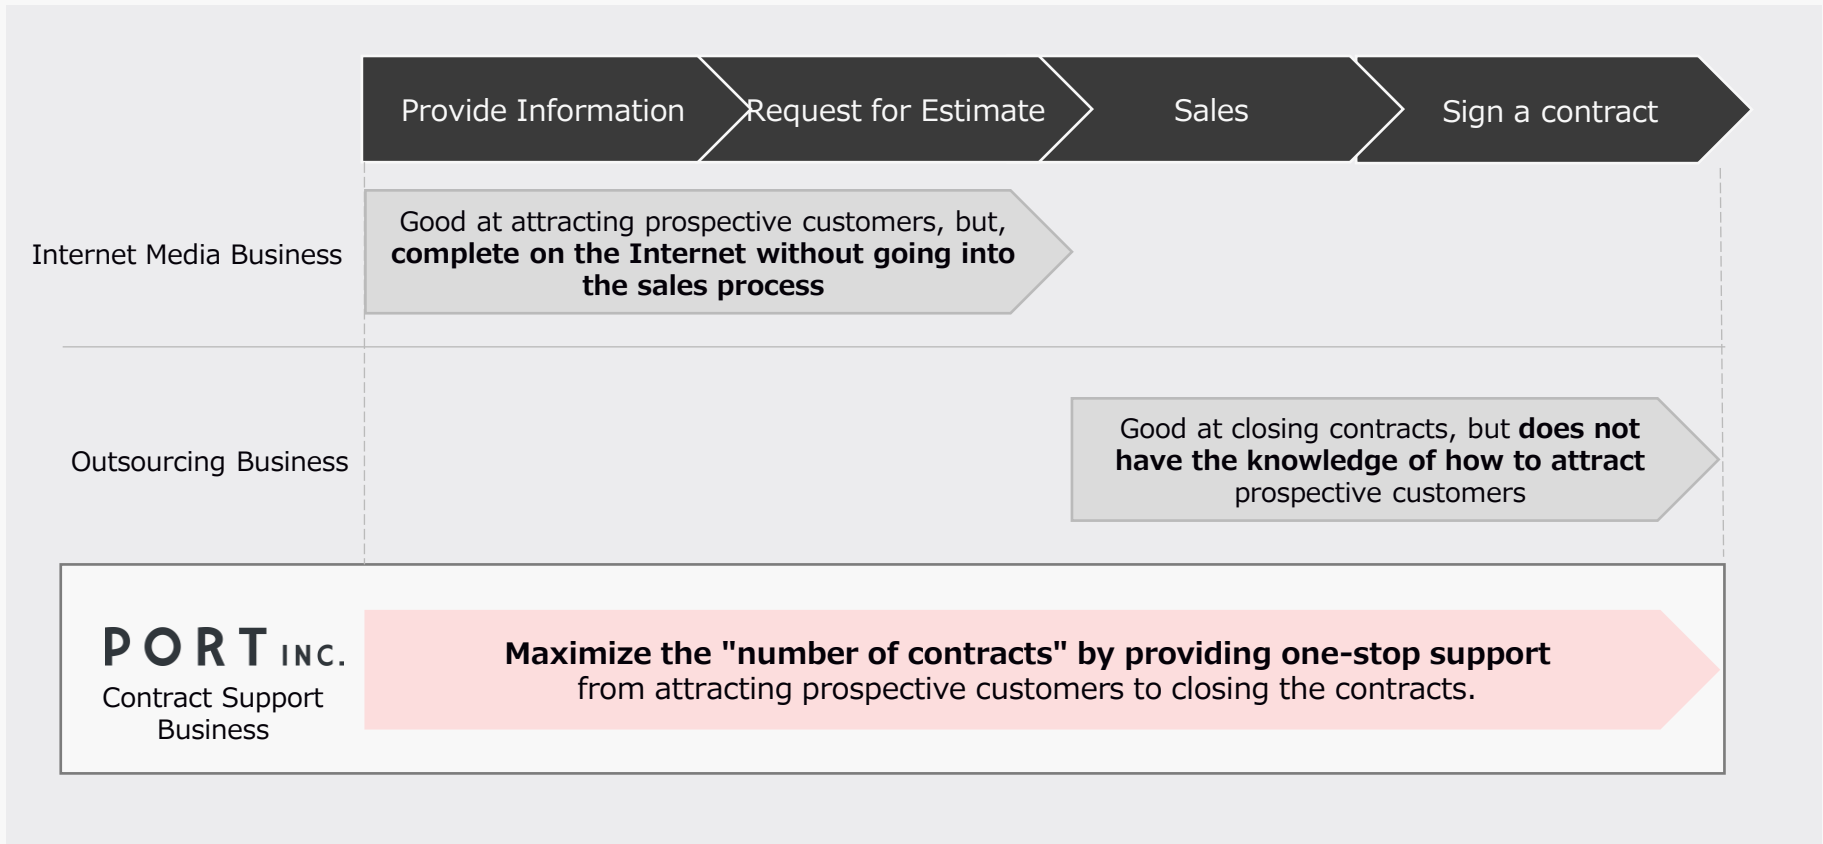 Provide Information
Request for Estimate
Sales
Sign a contract
Internet Media Business
Good at attracting prospective customers, but,
complete on the Internet without going into
the sales process
Outsourcing Business
Good at closing contracts, but does not
have the knowledge of how to attract
prospective customers
PORT INC.
Contract Support
Business
Maximize the "number of contracts" by providing one-stop support
from attracting prospective customers to closing the contracts.